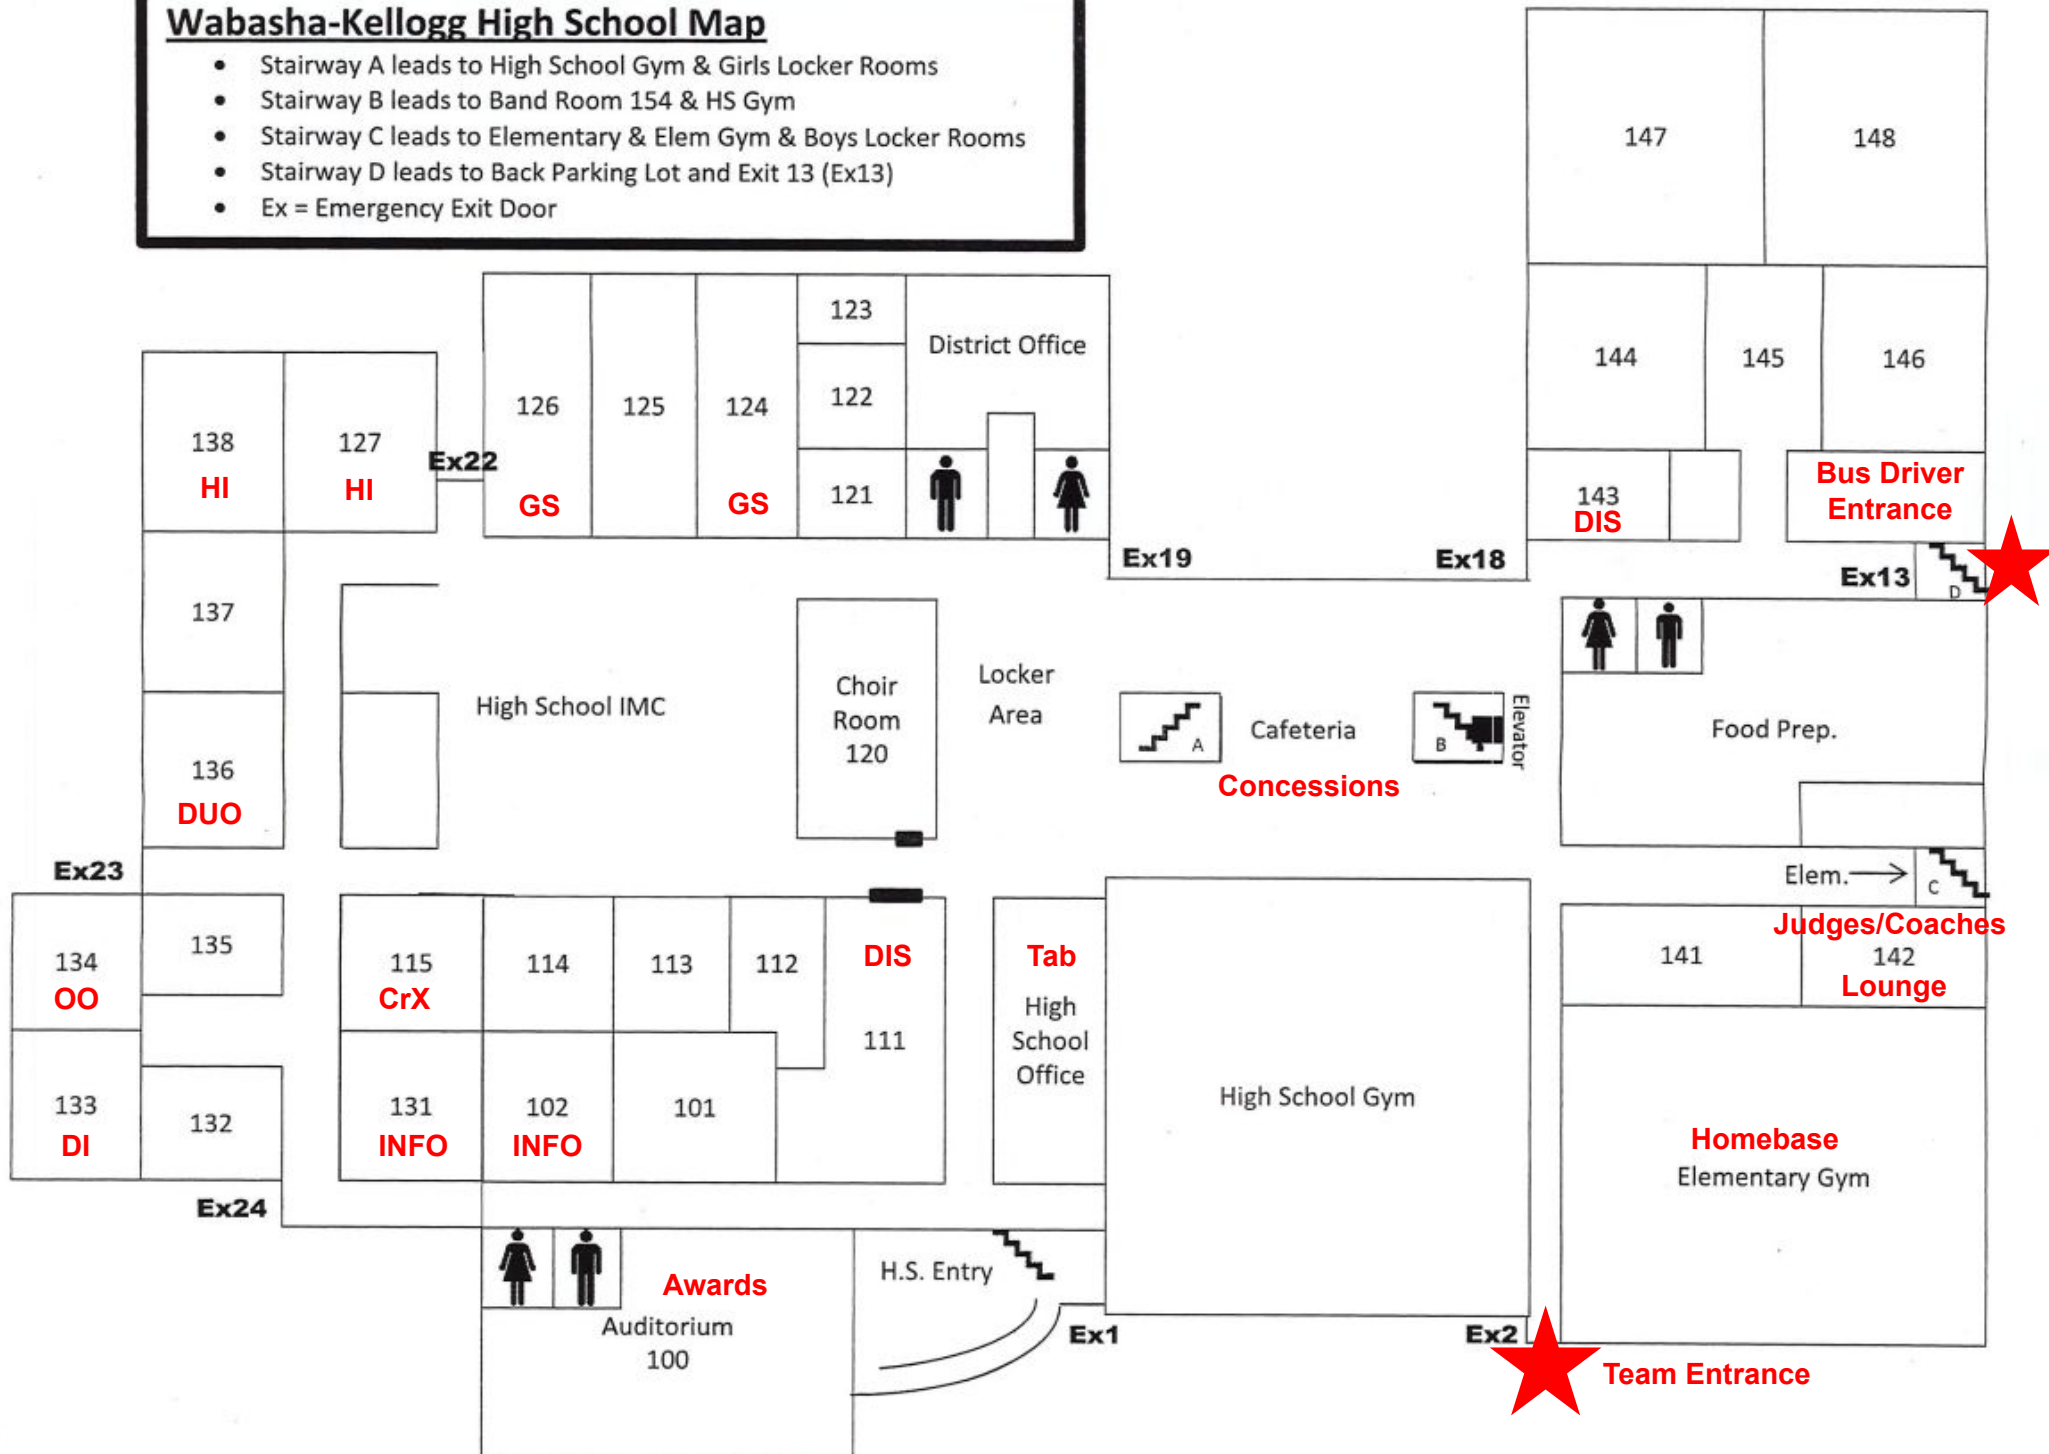 Wabasha-Kellogg High School Map
• Stairway A leads to High School Gym & Girls Locker Rooms
• Stairway B leads to Band Room 154 & HS Gym
• Stairway C leads to Elementary & Elem Gym & Boys Locker Rooms
• Stairway D leads to Back Parking Lot and Exit 13 (Ex13)
• Ex = Emergency Exit Door
147
148
123
District Office
122
121
126
GS
125
124
GS
138
HI
127
HI
Ex22
144
145
146
143
DIS
Bus Driver
Entrance
Ex19
Ex18
Ex13
D
137
136
DUO
High School IMC
Choir
Room
120
Locker
Area
A
Cafeteria
Concessions
B
Elevator
Food Prep.
Ex23
Elem.
C
134
OO
135
115
CrX
114
113
112
DIS
111
Tab
High
School
Office
141
Judges/Coaches
142
Lounge
133
DI
132
131
INFO
102
INFO
101
High School Gym
Homebase
Elementary Gym
Ex24
Awards
Auditorium
100
H.S. Entry
Ex1
Ex2
Team Entrance